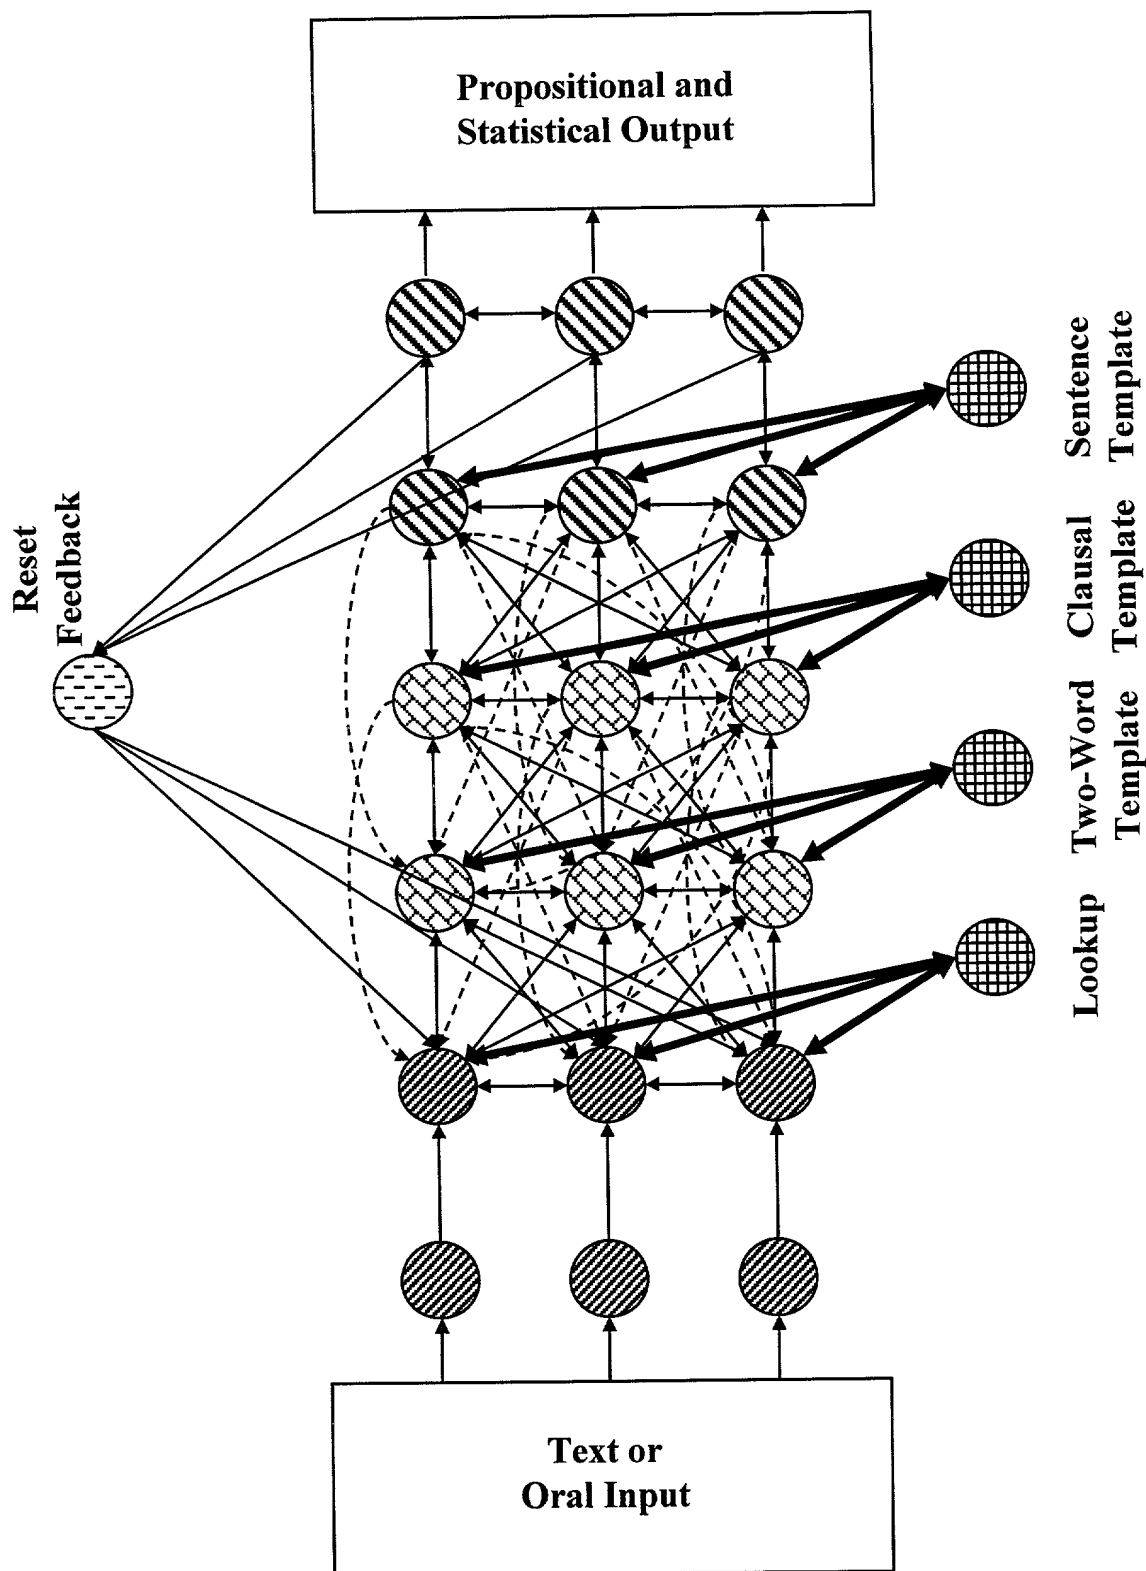 Propositional and
Statistical Output
Reset
Feedback
Sentence
Template
Clausal
Template
Two-Word
Template
Lookup
Text or
Oral Input